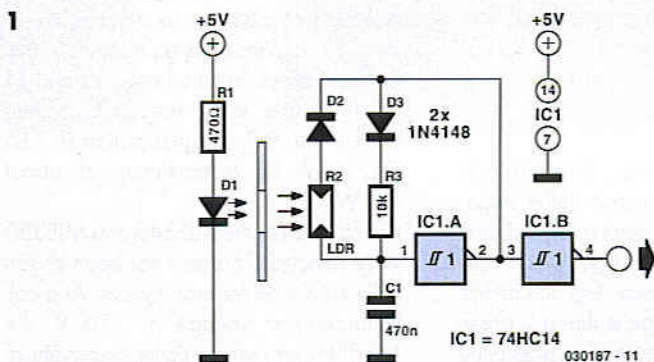 1
+5V
+5V
R1
470Ω
D1
D2
D3
2x
1N4148
14
IC1
7
R2
LDR
R3
10k
IC1.A
IC1.B
1
1
1
2
3
4
C1
470n
IC1 = 74HC14
030187 - 11